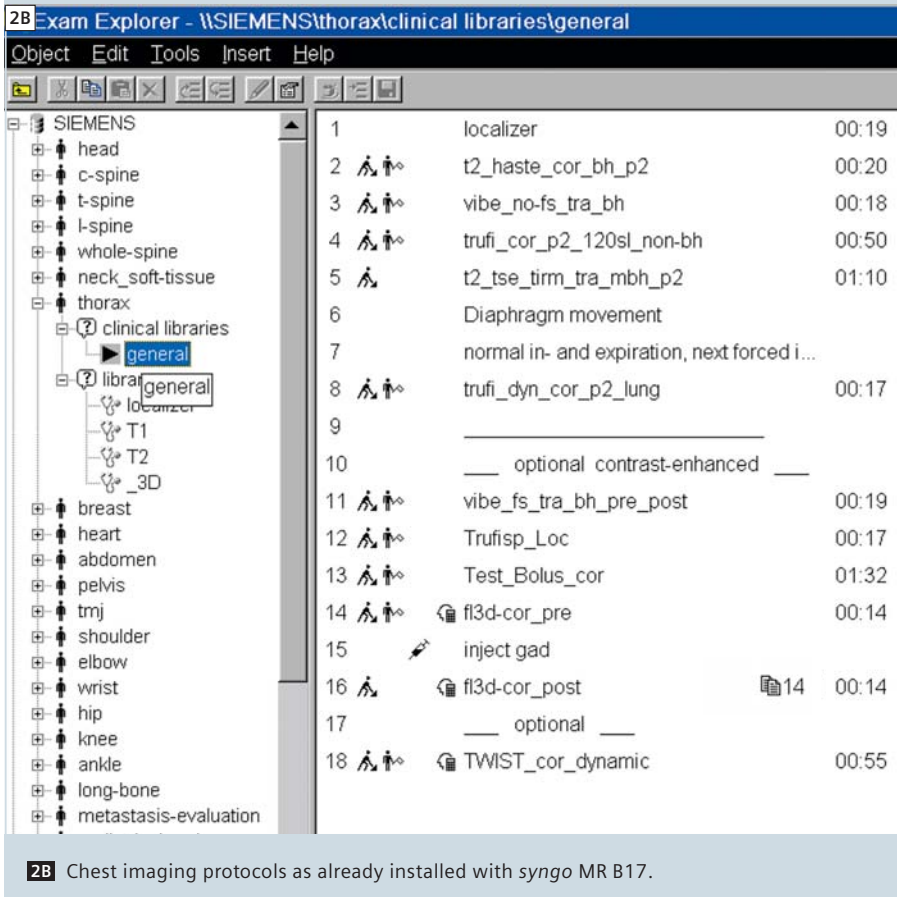 2B
Exam Explorer - \\SIEMENS\thorax\clinical libraries\general
Object Edit Tools Insert Help
SIEMENS
head
c-spine
t-spine
l-spine
whole-spine
neck_soft-tissue
thorax
clinical libraries
general
general
localizer
T1
T2
_3D
breast
heart
abdomen
pelvis
tmj
shoulder
elbow
wrist
hip
knee
ankle
long-bone
metastasis-evaluation
1 localizer 00:19
2 t2_haste_cor_bh_p2 00:20
3 vibe_no-fs_tra_bh 00:18
4 trufi_cor_p2_120sl_non-bh 00:50
5 t2_tse_tirm_tra_mbh_p2 01:10
6 Diaphragm movement
7 normal in- and expiration, next forced i...
8 trufi_dyn_cor_p2_lung 00:17
9 ______________________
10 ___ optional contrast-enhanced ___
11 vibe_fs_tra_bh_pre_post 00:19
12 Trufisp_Loc 00:17
13 Test_Bolus_cor 01:32
14 fl3d-cor_pre 00:14
15 inject gad
16 fl3d-cor_post 14 00:14
17 ___ optional ___
18 TWIST_cor_dynamic 00:55
2B Chest imaging protocols as already installed with syngo MR B17.